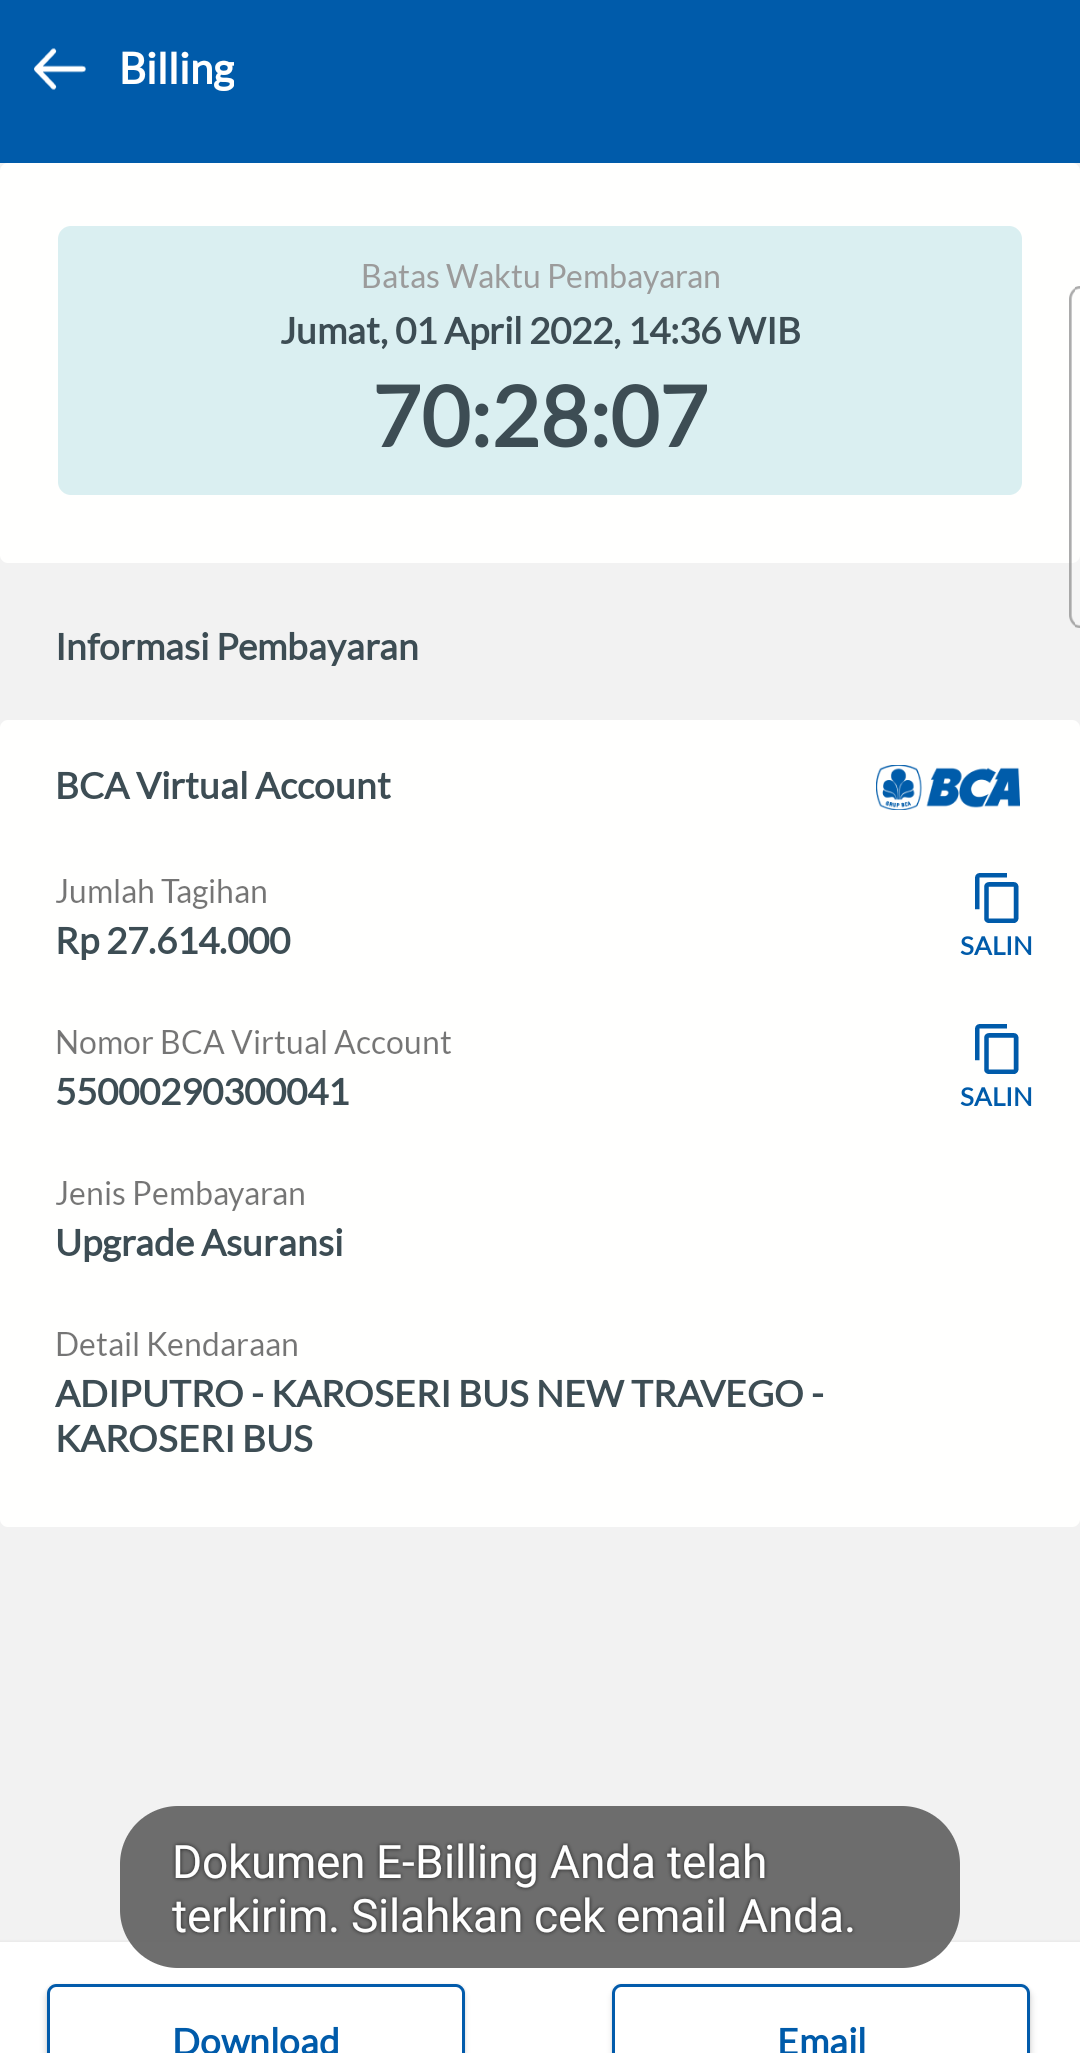 Billing
Batas Waktu Pembayaran
Jumat, 01 April 2022, 14:36 WIB
70:28:07
Informasi Pembayaran
BCA Virtual Account
GRUP BCA
BCA
Jumlah Tagihan
Rp 27.614.000
SALIN
Nomor BCA Virtual Account
55000290300041
SALIN
Jenis Pembayaran
Upgrade Asuransi
Detail Kendaraan
ADIPUTRO - KAROSERI BUS NEW TRAVEGO -
KAROSERI BUS
Dokumen E-Billing Anda telah
terkirim. Silahkan cek email Anda.
Download
Email